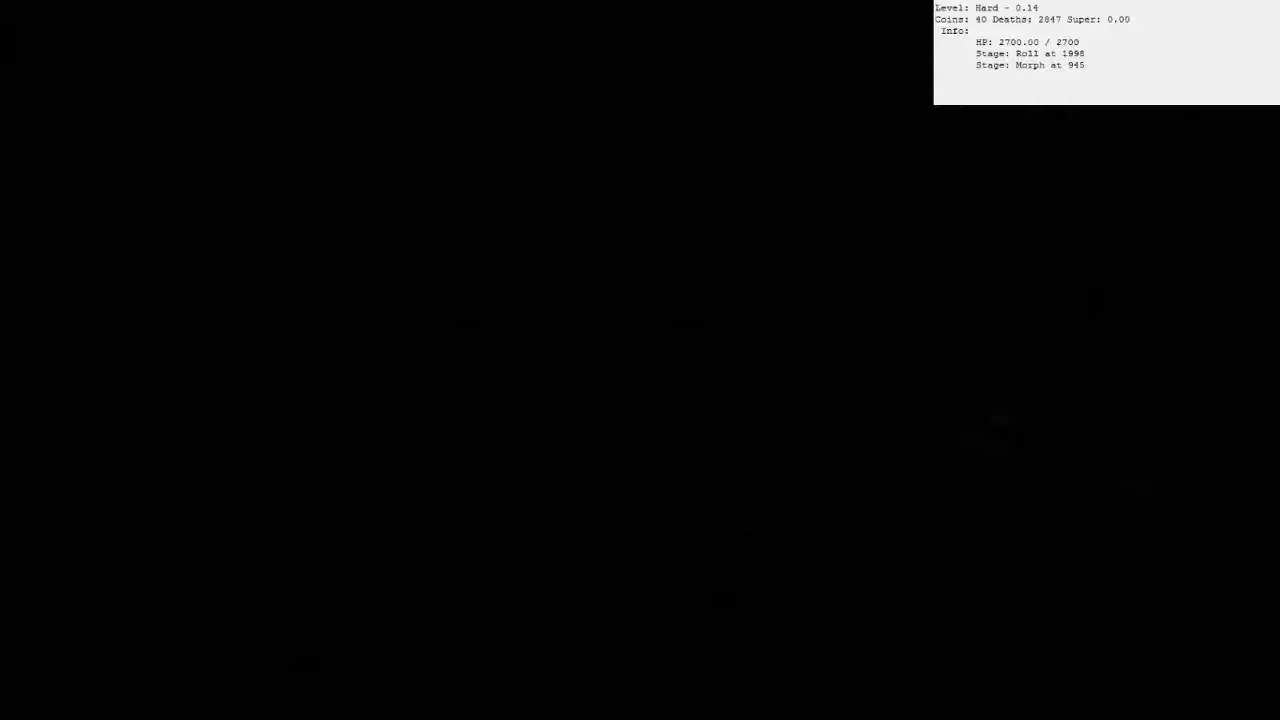 Level: Hard - 0.14
Coins: 40 Deaths: 2847 Super: 0.00
Info:
HP: 2700.00 / 2700
Stage: Roll at 1998
Stage: Morph at 945